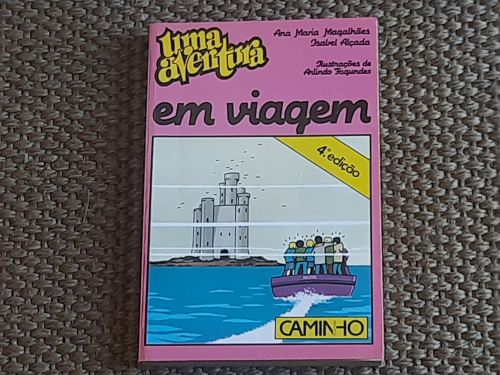 uma
aventura
Ana Maria Magalhães
Isabel Alçada
Ilustrações de
Arlindo Fagundes
em viagem
4.ª edição
CAMINHO